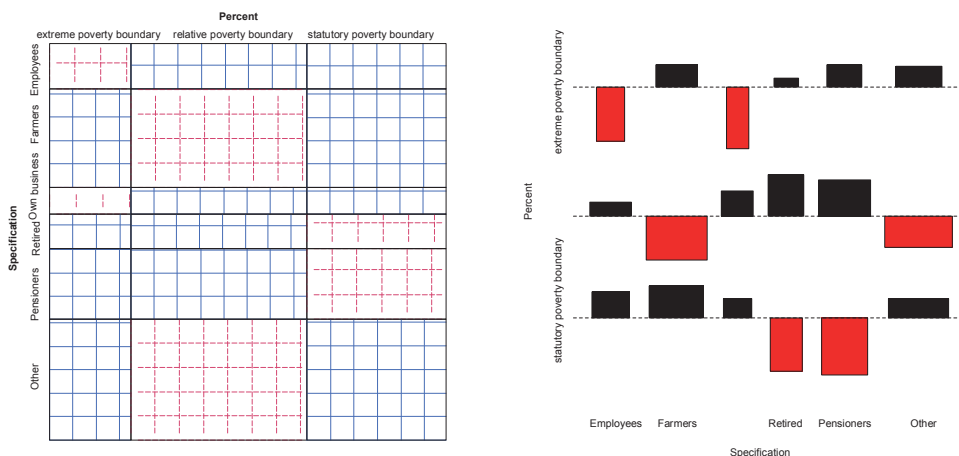 Percent
extreme poverty boundary relative poverty boundary statutory poverty boundary
Specification
Employees
Farmers
Own business
Retired
Pensioners
Other
Percent
extreme poverty boundary
statutory poverty boundary
Employees Farmers Retired Pensioners Other
Specification